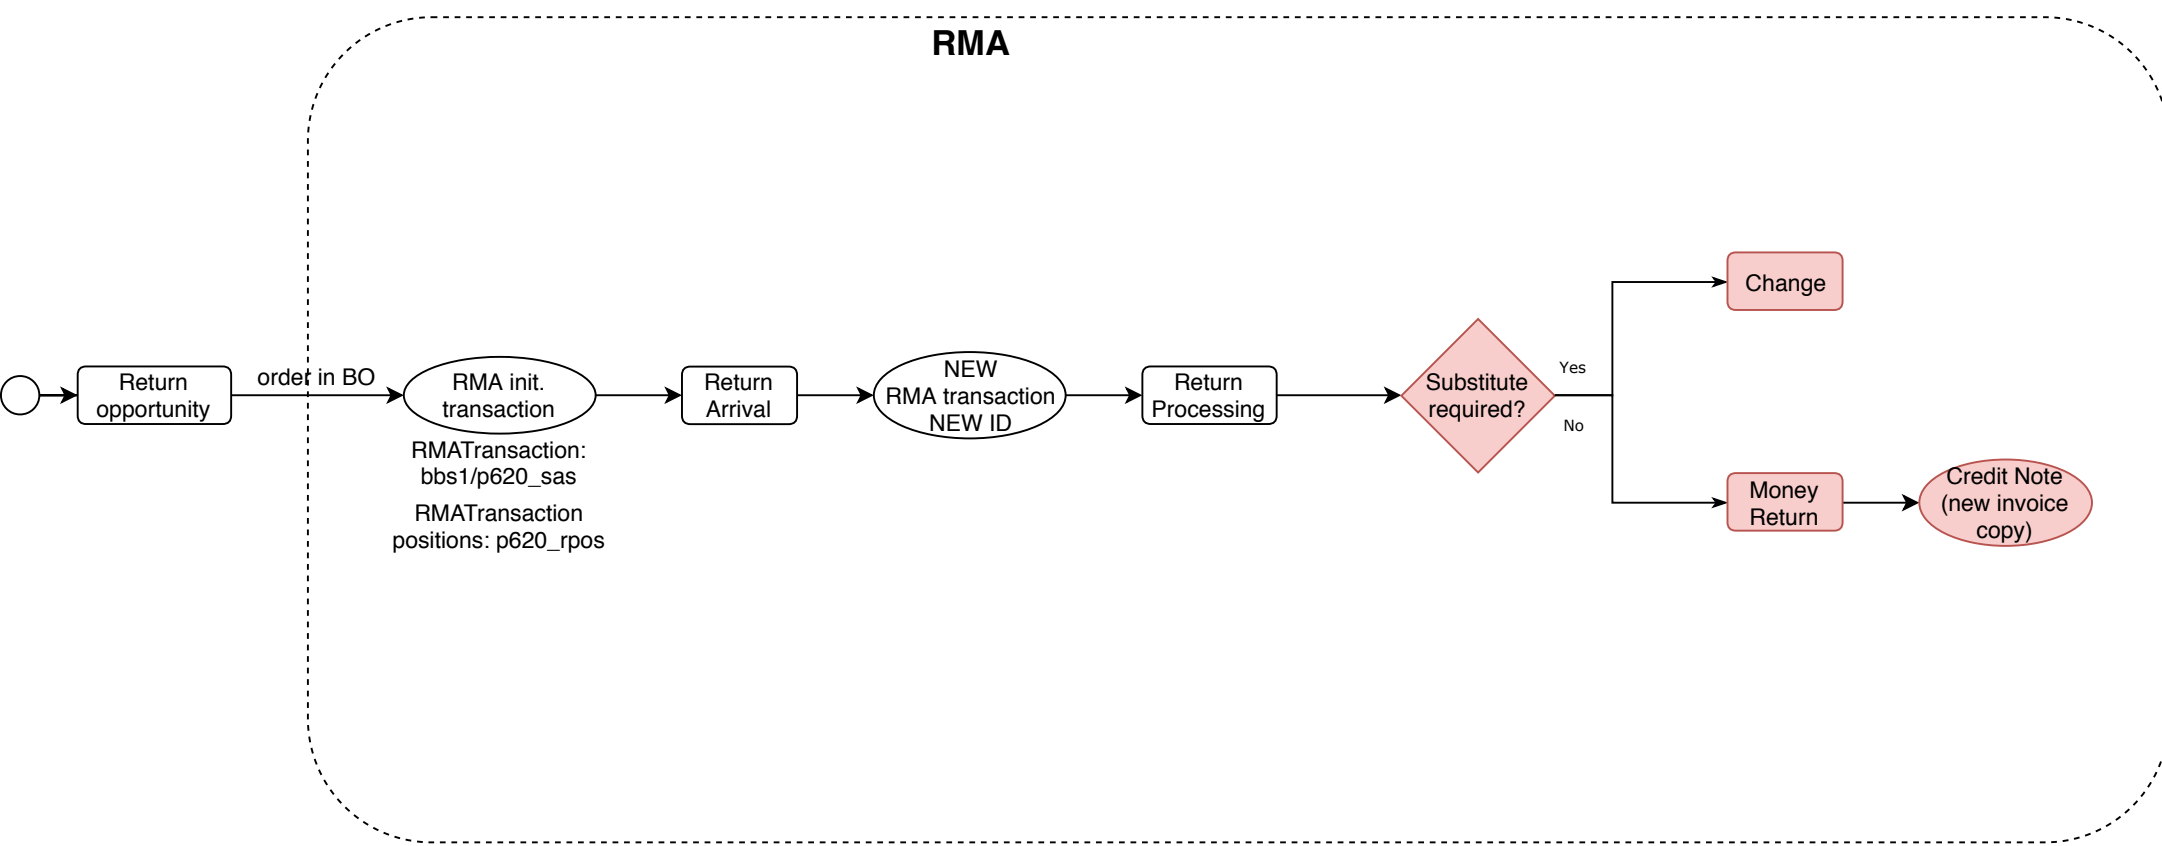 RMA
Return
opportunity
order in BO
RMA init.
transaction
RMATransaction:
bbs1/p620_sas
RMATransaction
positions: p620_rpos
Return
Arrival
NEW
RMA transaction
NEW ID
Return
Processing
Substitute
required?
Yes
No
Change
Money
Return
Credit Note
(new invoice
copy)